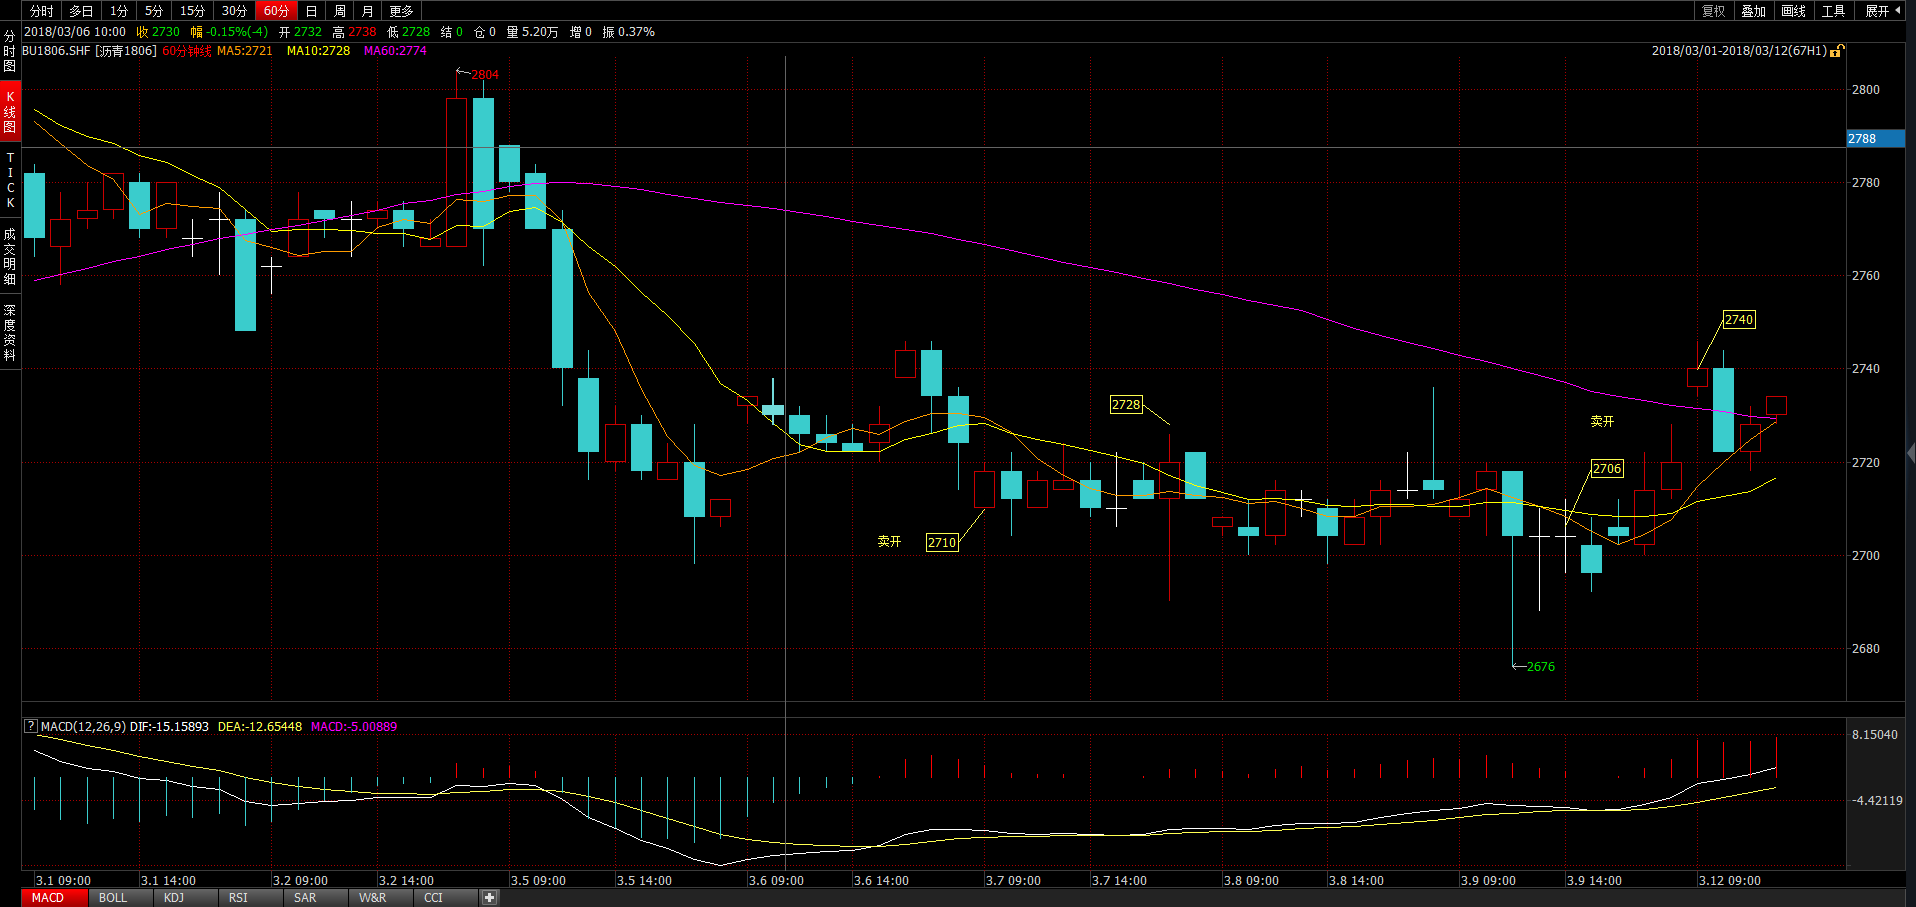 分时 多日 1分 5分 15分 30分 60分 日 周 月 更多 复权 叠加 画线 工具 展开
2018/03/06 10:00 收 2730 幅 -0.15%(-4) 开 2732 高 2738 低 2728 结 0 仓 0 量 5.20万 增 0 振 0.37%
BU1806.SHF [沥青1806] 60分钟线 MA5:2721 MA10:2728 MA60:2774 2018/03/01-2018/03/12(67H1)
分时图
K线图
TICK
成交明细
深度资料
2804
2800
2788
2780
2760
2740
2740
2728
卖开
2706
2720
卖开
2710
2700
2676
2680
? MACD(12,26,9) DIF:-15.15893 DEA:-12.65448 MACD:-5.00889
8.15040
-4.42119
3.1 09:00 3.1 14:00 3.2 09:00 3.2 14:00 3.5 09:00 3.5 14:00 3.6 09:00 3.6 14:00 3.7 09:00 3.7 14:00 3.8 09:00 3.8 14:00 3.9 09:00 3.9 14:00 3.12 09:00
MACD BOLL KDJ RSI SAR W&R CCI